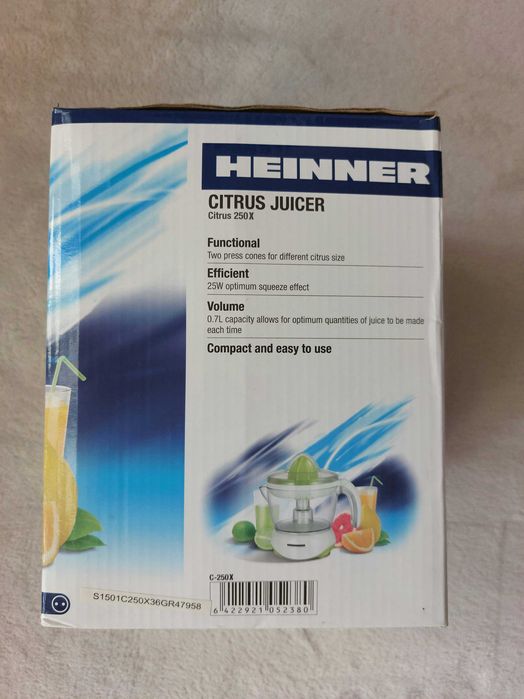 HEINNER
CITRUS JUICER
Citrus 250X
Functional
Two press cones for different citrus size
Efficient
25W optimum squeeze effect
Volume
0.7L capacity allows for optimum quantities of juice to be made
each time
Compact and easy to use
C-250X
6 422921 052380
S1501C250X36GR47958